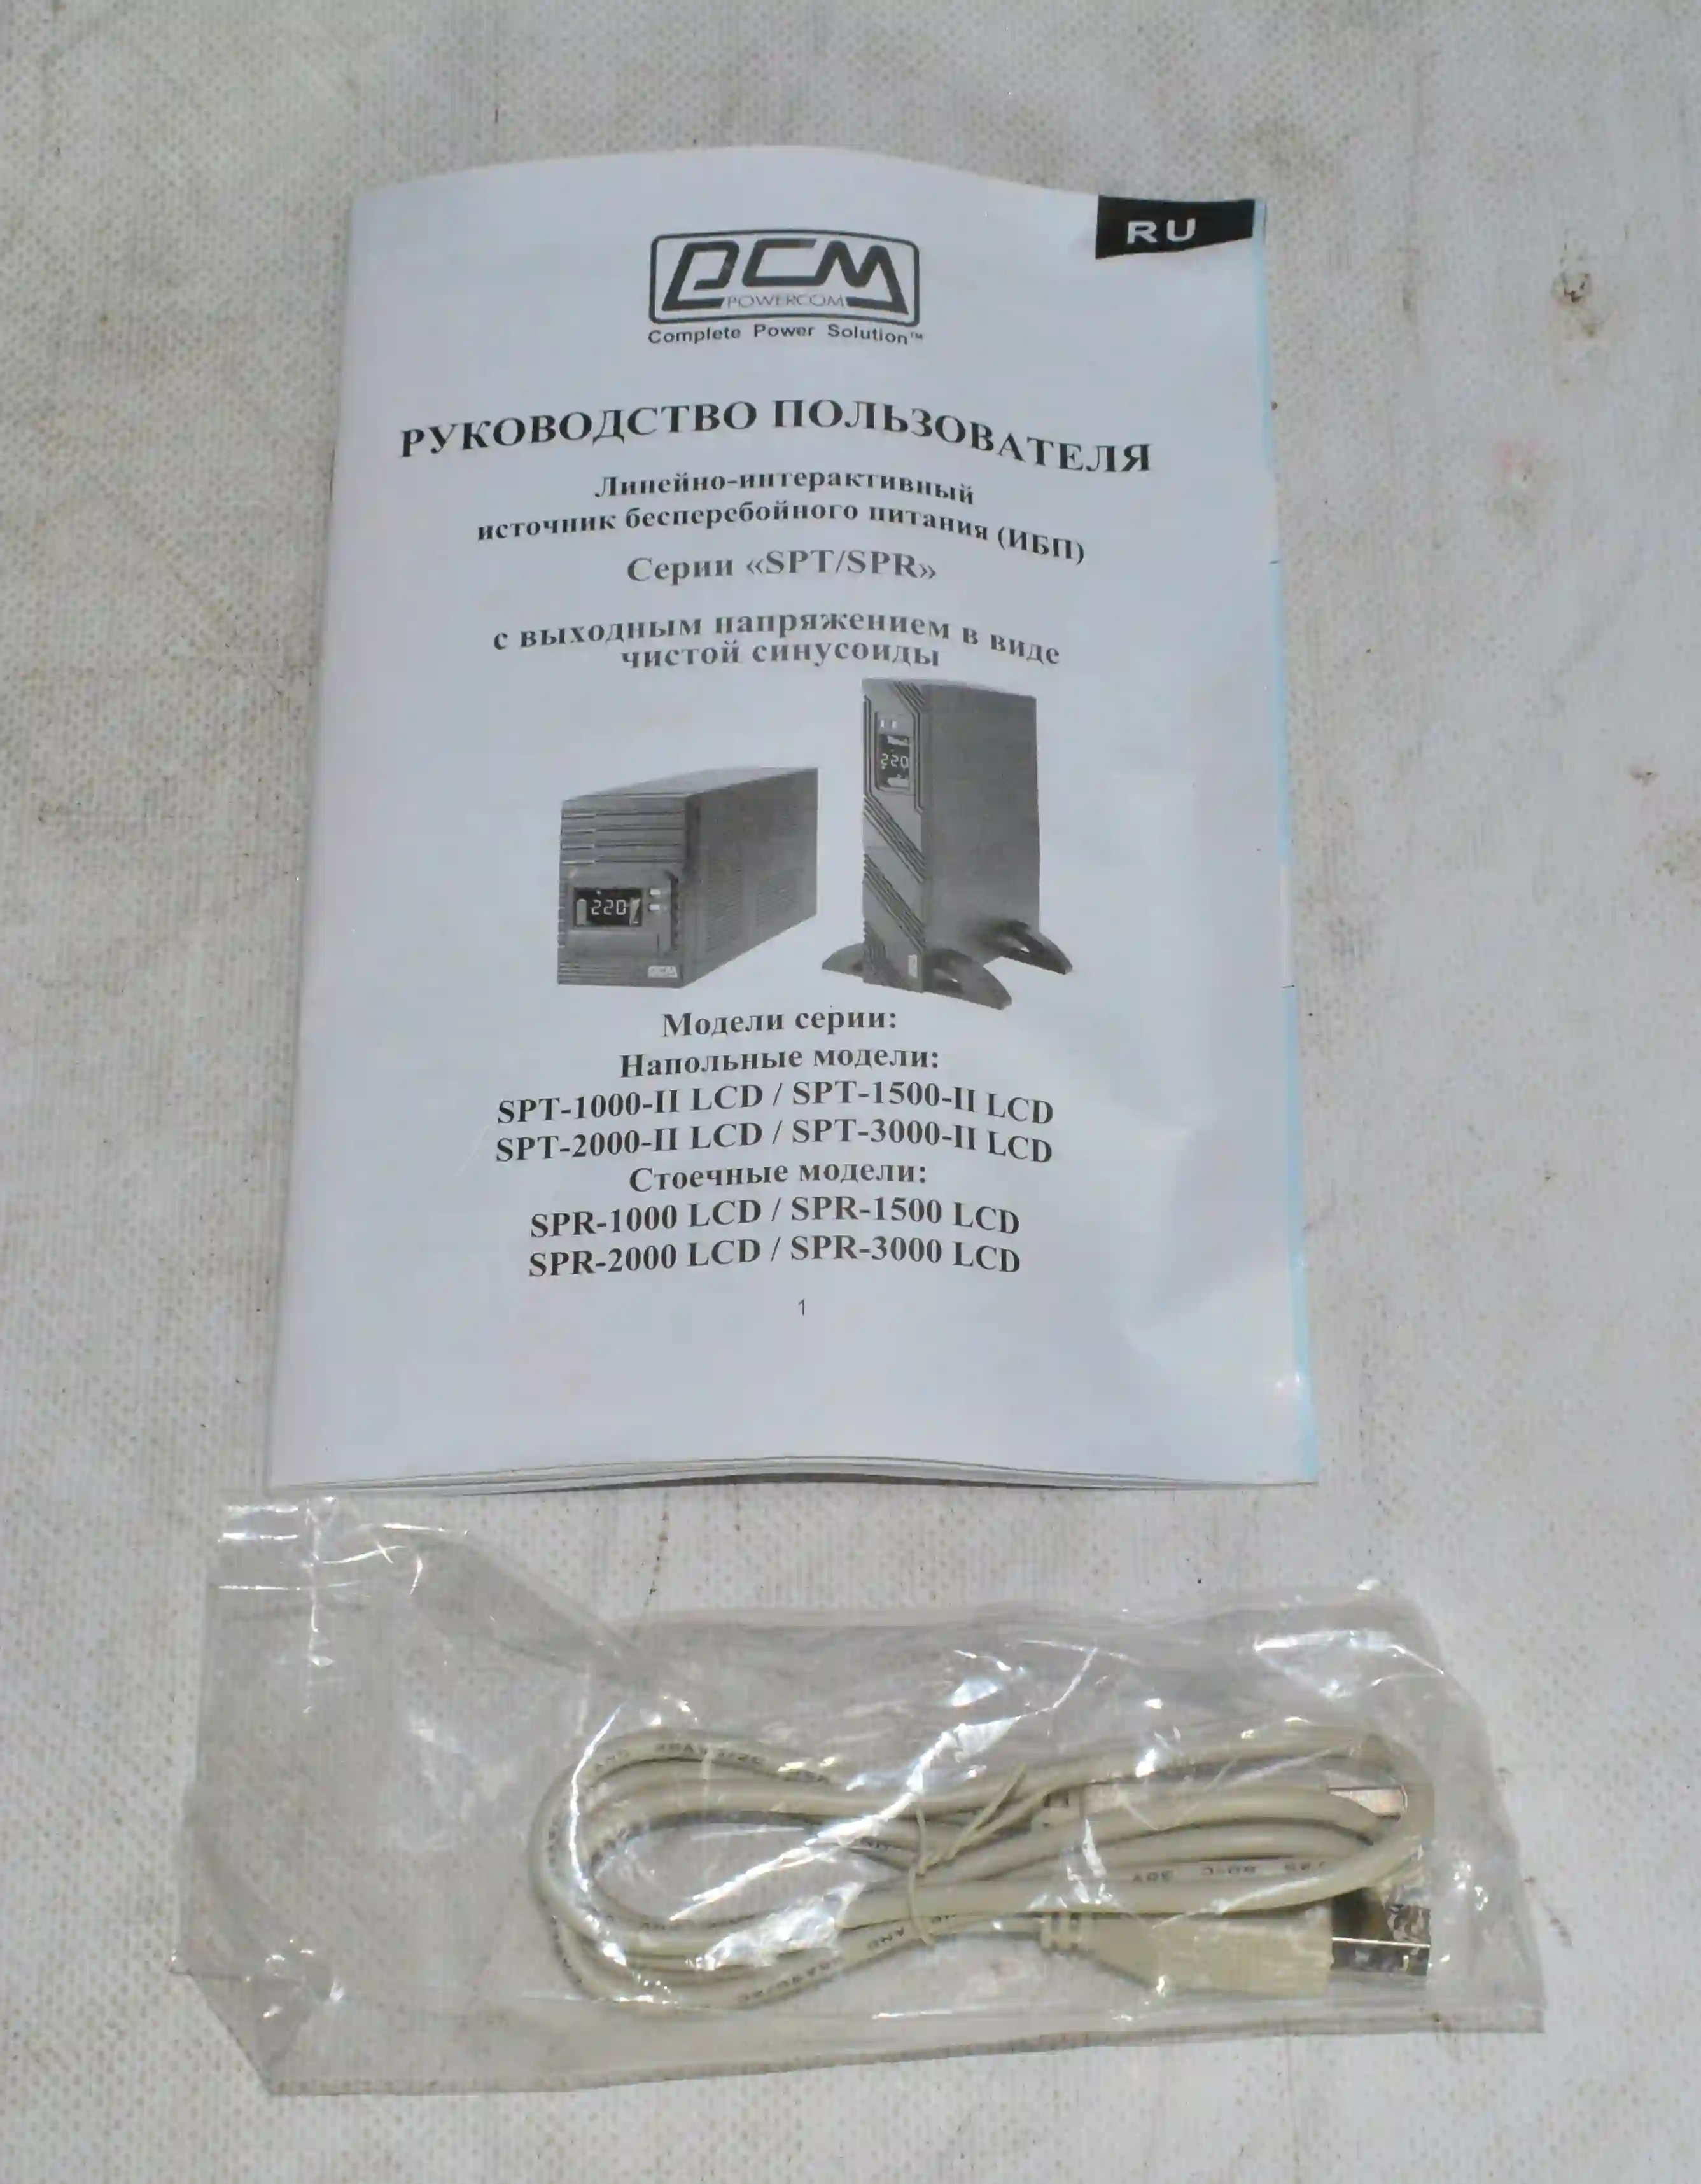 RU
PCM
POWERCOM
Complete Power Solution™
РУКОВОДСТВО ПОЛЬЗОВАТЕЛЯ
Линейно-интерактивный
источник бесперебойного питания (ИБП)
Серии «SPT/SPR»
с выходным напряжением в виде
чистой синусоиды
220
220
PCM
Модели серии:
Напольные модели:
SPT-1000-II LCD / SPT-1500-II LCD
SPT-2000-II LCD / SPT-3000-II LCD
Стоечные модели:
SPR-1000 LCD / SPR-1500 LCD
SPR-2000 LCD / SPR-3000 LCD
1